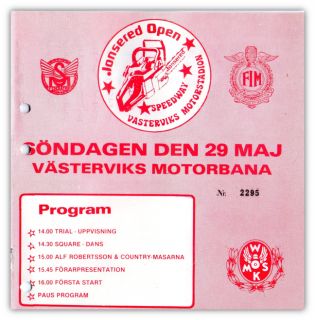 Jonsered Open
SPEEDWAY
VÄSTERVIKS MOTORSTADION
SM
FIM
SÖNDAGEN DEN 29 MAJ
VÄSTERVIKS MOTORBANA
Nr. 2295
Program
14.00 TRIAL - UPPVISNING
14.30 SQUARE - DANS
15.00 ALF ROBERTSSON & COUNTRY-MASARNA
15.45 FÖRARPRESENTATION
16.00 FÖRSTA START
PAUS PROGRAM
W
MOS
K